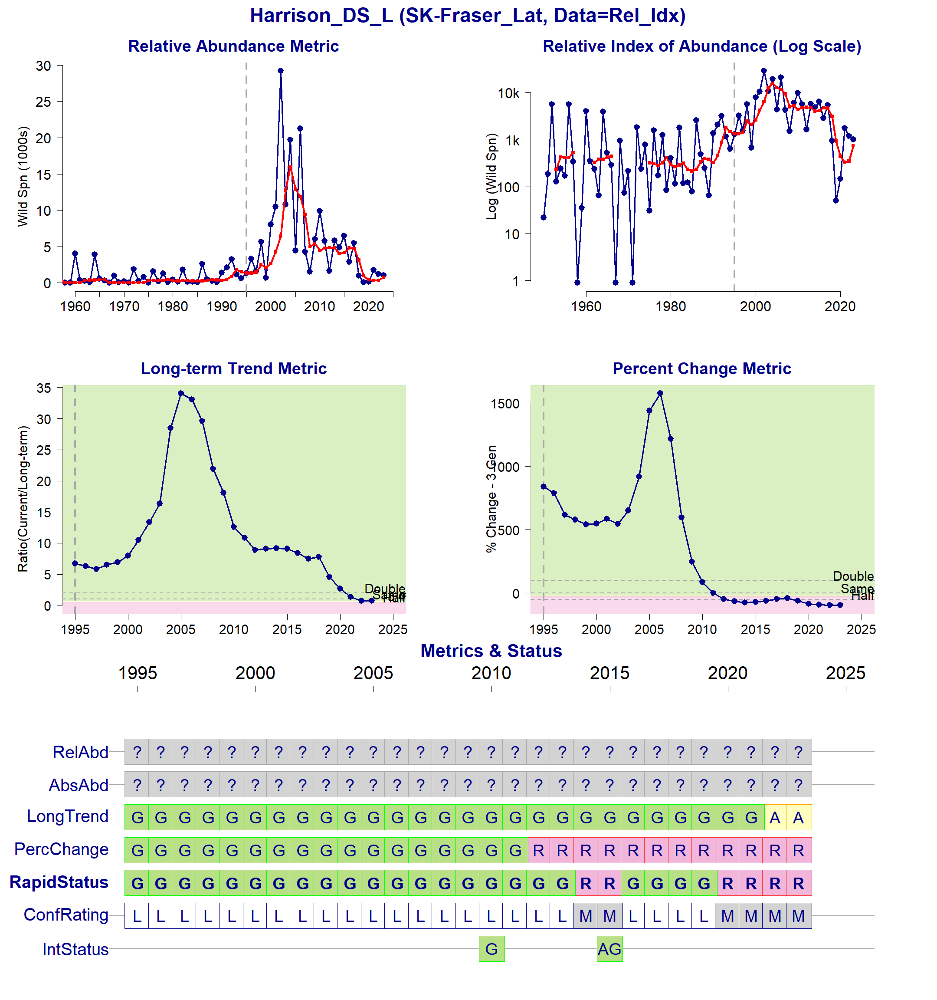 Harrison_DS_L (SK-Fraser_Lat, Data=Rel_Idx)
Relative Abundance Metric
Wild Spn (1000s)
30
25
20
15
10
5
0
1960 1970 1980 1990 2000 2010 2020
Relative Index of Abundance (Log Scale)
Log (Wild Spn)
10k
1k
100
10
1
1960 1980 2000 2020
Long-term Trend Metric
Ratio(Current/Long-term)
35
30
25
20
15
10
5
0
Double
Same
Half
1995 2000 2005 2010 2015 2020 2025
Percent Change Metric
% Change - 3 Gen
1500
1000
500
0
Double
Same
Half
1995 2000 2005 2010 2015 2020 2025
Metrics & Status
1995 2000 2005 2010 2015 2020 2025
RelAbd ? ? ? ? ? ? ? ? ? ? ? ? ? ? ? ? ? ? ? ? ? ? ? ? ? ? ? ? ?
AbsAbd ? ? ? ? ? ? ? ? ? ? ? ? ? ? ? ? ? ? ? ? ? ? ? ? ? ? ? ? ?
LongTrend G G G G G G G G G G G G G G G G G G G G G G G G G G G A A
PercChange G G G G G G G G G G G G G G G G G R R R R R R R R R R R R
RapidStatus G G G G G G G G G G G G G G G G G G G R R G G G G R R R R
ConfRating L L L L L L L L L L L L L L L L L L L M M L L L L M M M M
IntStatus G AG